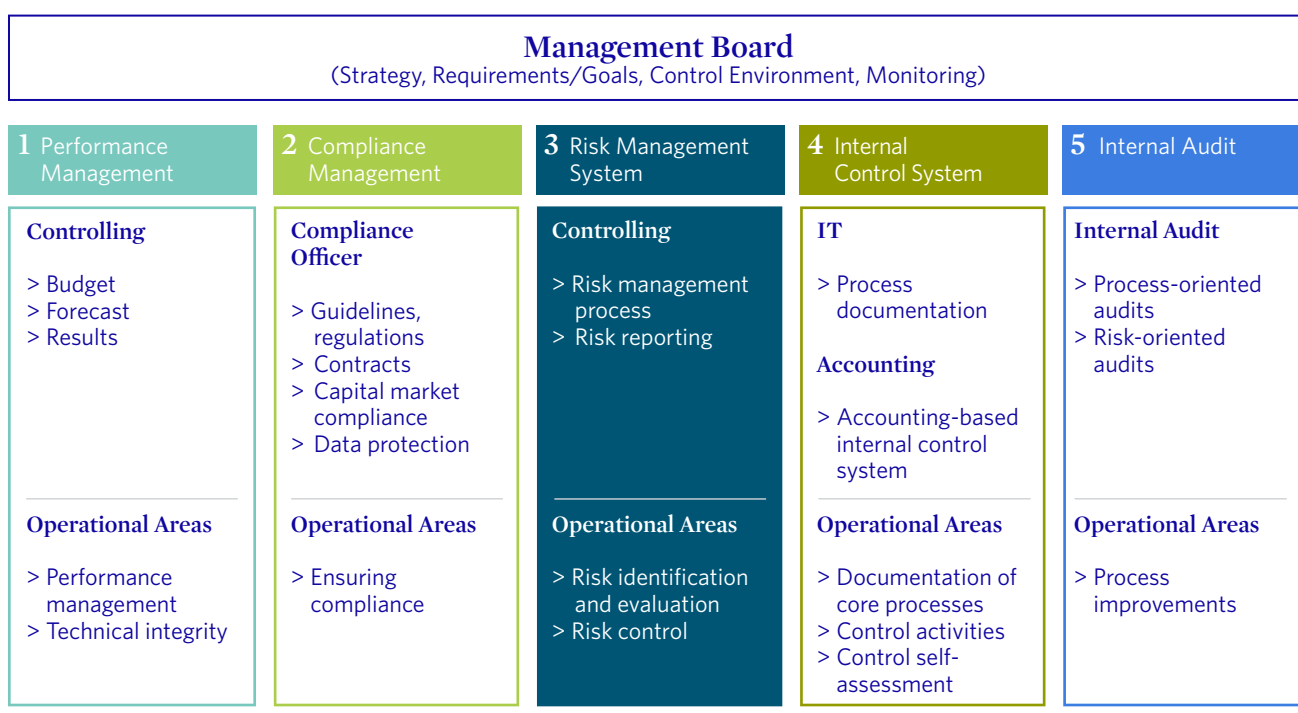 Management Board
(Strategy, Requirements/Goals, Control Environment, Monitoring)
1 Performance
Management
Controlling
> Budget
> Forecast
> Results
Operational Areas
> Performance
management
> Technical integrity
2 Compliance
Management
Compliance
Officer
> Guidelines,
regulations
> Contracts
> Capital market
compliance
> Data protection
Operational Areas
> Ensuring
compliance
3 Risk Management
System
Controlling
> Risk management
process
> Risk reporting
Operational Areas
> Risk identification
and evaluation
> Risk control
4 Internal
Control System
IT
> Process
documentation
Accounting
> Accounting-based
internal control
system
Operational Areas
> Documentation of
core processes
> Control activities
> Control self-
assessment
5 Internal Audit
Internal Audit
> Process-oriented
audits
> Risk-oriented
audits
Operational Areas
> Process
improvements